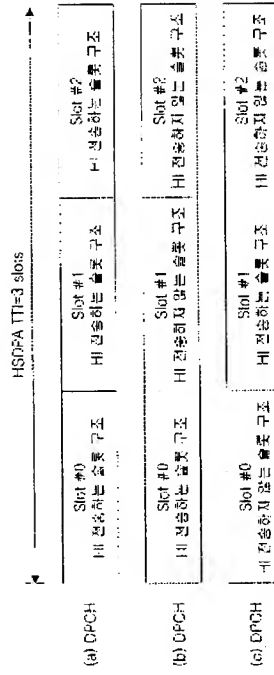 HSDPA TTI=3 slots
(a) DPCH
Slot #0
HI 전송하는 슬롯 구조
Slot #1
HI 전송하는 슬롯 구조
Slot #2
HI 전송하는 슬롯 구조
(b) DPCH
Slot #0
HI 전송하지 않는 슬롯 구조
Slot #1
HI 전송하지 않는 슬롯 구조
Slot #2
HI 전송하지 않는 슬롯 구조
(c) DPCH
Slot #0
HI 전송하지 않는 슬롯 구조
Slot #1
HI 전송하는 슬롯 구조
Slot #2
HI 전송하지 않는 슬롯 구조